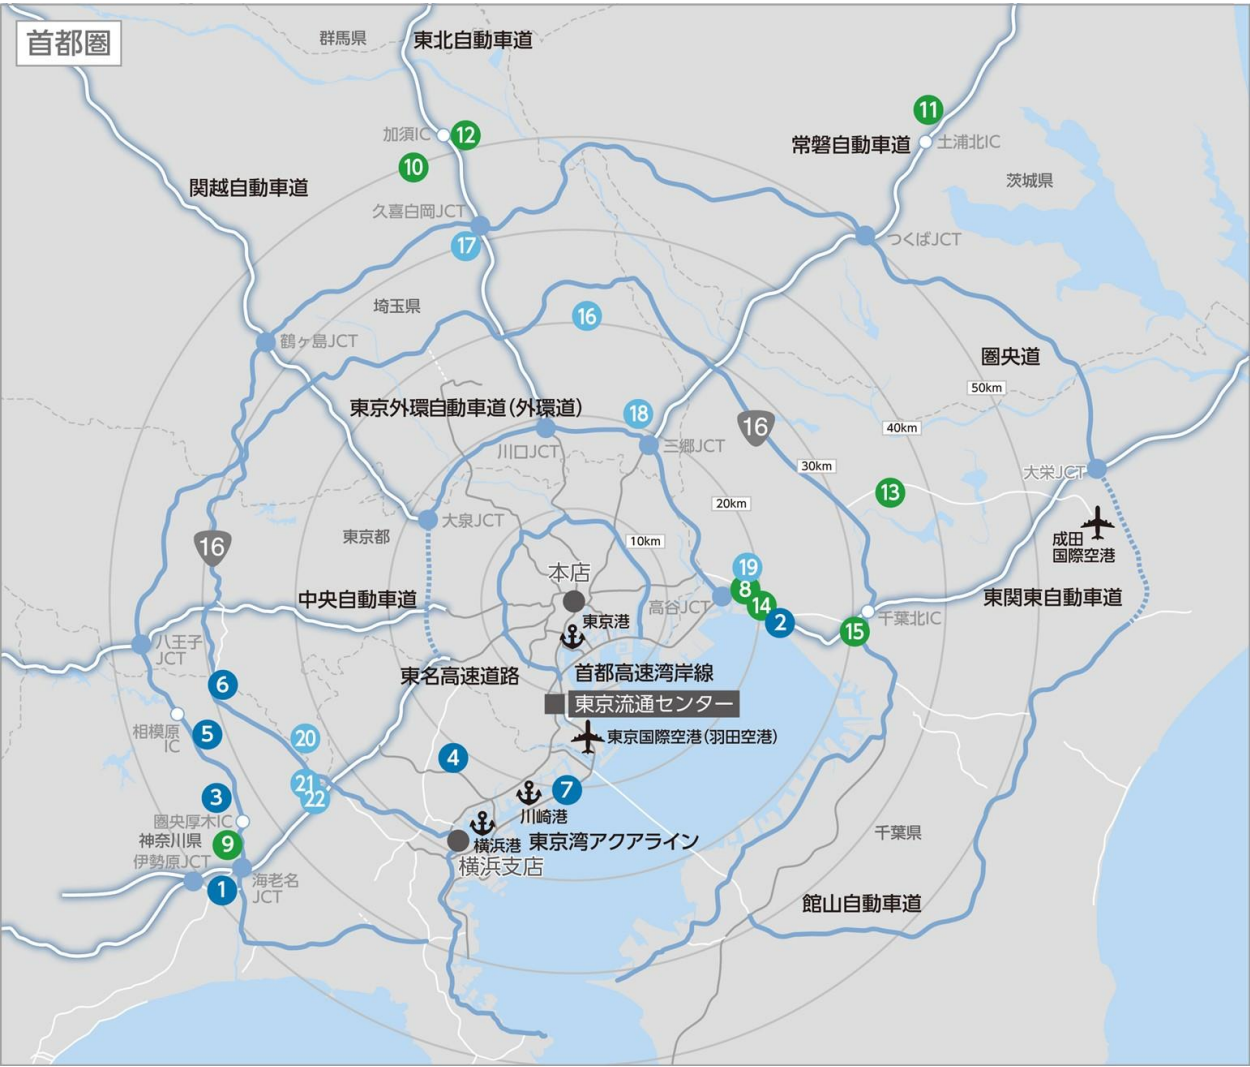 首都圏
群馬県
東北自動車道
11
加須IC
12
常磐自動車道
土浦北IC
10
関越自動車道
茨城県
久喜白岡JCT
17
つくばJCT
埼玉県
16
鶴ヶ島JCT
圏央道
50km
東京外環自動車道(外環道)
18
16
40km
川口JCT
三郷JCT
30km
大栄JCT
13
20km
大泉JCT
東京都
16
10km
成田
国際空港
本店
19
8
中央自動車道
高谷JCT
14
東関東自動車道
東京港
2
千葉北IC
15
八王子
JCT
東名高速道路
首都高速湾岸線
6
東京流通センター
相模原
IC
5
20
東京国際空港(羽田空港)
4
21
22
3
7
圏央厚木IC
川崎港
神奈川県
9
横浜港
東京湾アクアライン
千葉県
伊勢原JCT
横浜支店
1
海老名
JCT
館山自動車道